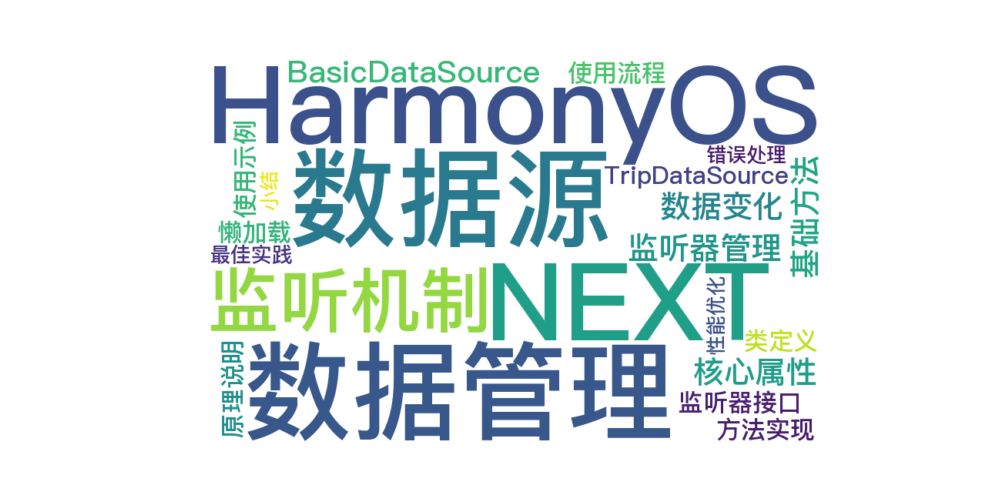 BasicDataSource
使用流程
HarmonyOS
使用示例
小结
数据源
错误处理
TripDataSource
基础方法
数据变化
懒加载
最佳实践
监听器管理
监听机制
NEXT
性能优化
类定义
原理说明
数据管理
核心属性
监听器接口
方法实现